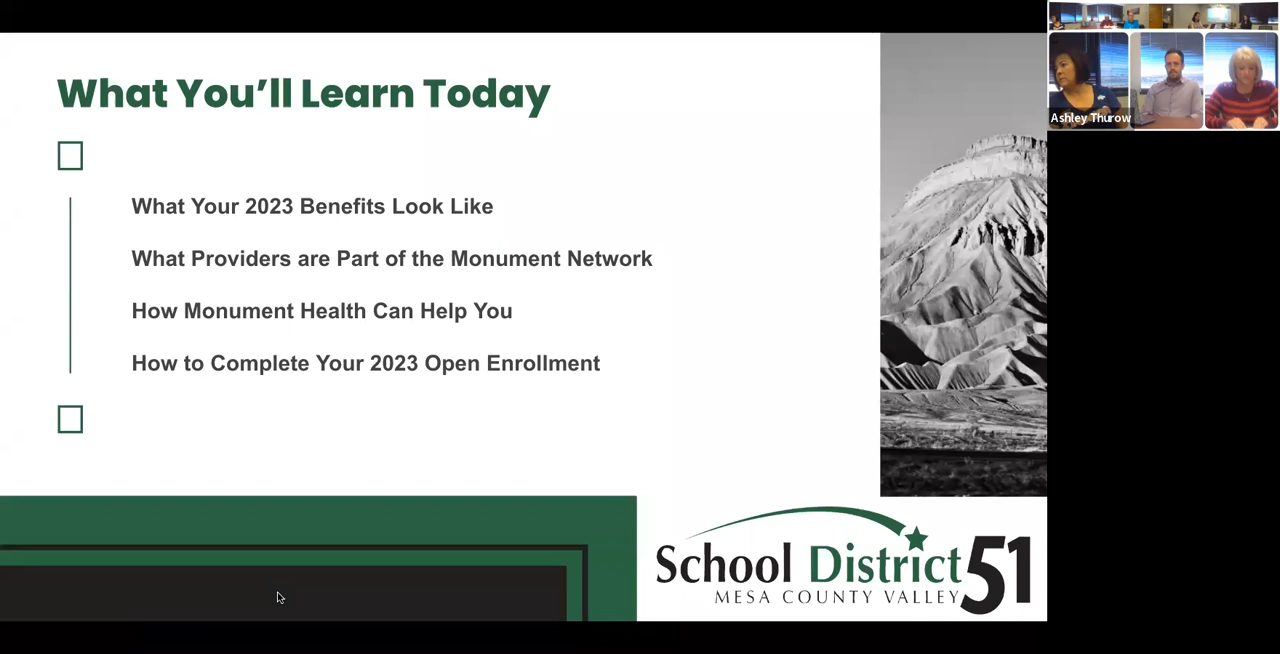 What You'll Learn Today
What Your 2023 Benefits Look Like
What Providers are Part of the Monument Network
How Monument Health Can Help You
How to Complete Your 2023 Open Enrollment
School District 51
MESA COUNTY VALLEY
Ashley Thurow